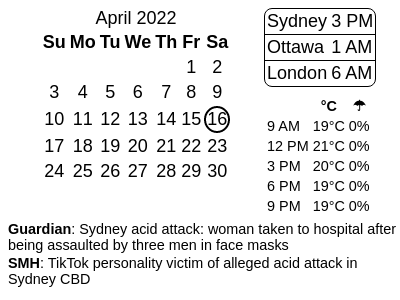 April 2022
Su Mo Tu We Th Fr Sa
1 2
3 4 5 6 7 8 9
10 11 12 13 14 15 16
17 18 19 20 21 22 23
24 25 26 27 28 29 30
Sydney 3 PM
Ottawa 1 AM
London 6 AM
°C ☂
9 AM 19°C 0%
12 PM 21°C 0%
3 PM 20°C 0%
6 PM 19°C 0%
9 PM 19°C 0%
Guardian: Sydney acid attack: woman taken to hospital after
being assaulted by three men in face masks
SMH: TikTok personality victim of alleged acid attack in
Sydney CBD